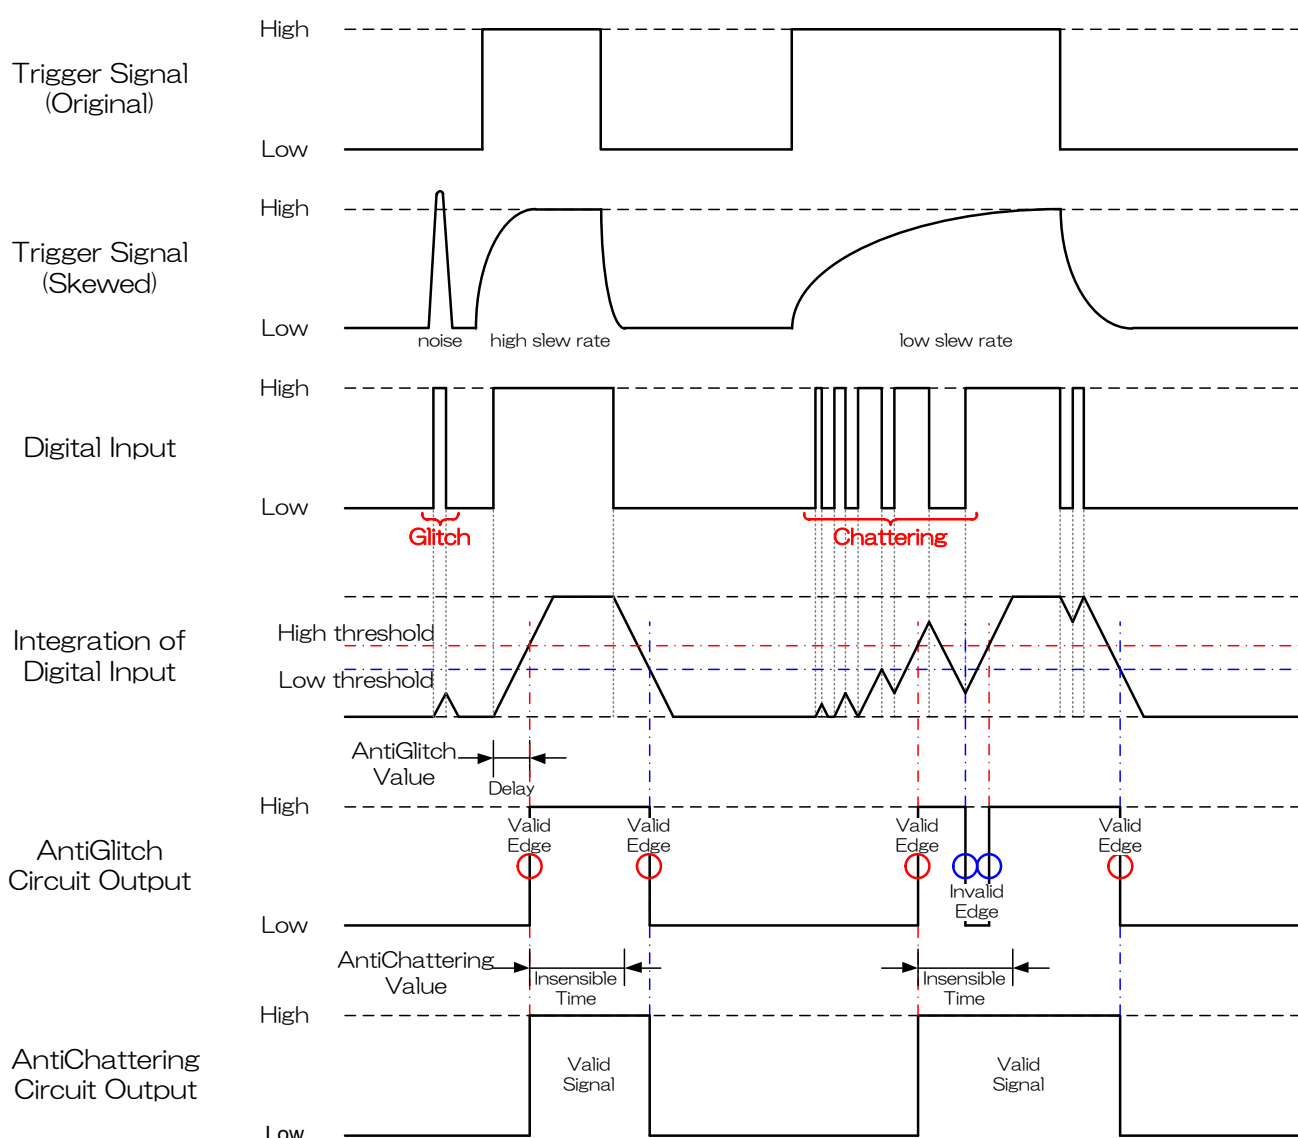 High
Trigger Signal
(Original)
Low
High
Trigger Signal
(Skewed)
Low
noise
high slew rate
low slew rate
High
Digital Input
Low
Glitch
Chattering
High threshold
Integration of
Digital Input
Low threshold
AntiGlitch
Value
Delay
High
Valid
Edge
Valid
Edge
Valid
Edge
Valid
Edge
AntiGlitch
Circuit Output
Invalid
Edge
Low
AntiChattering
Value
Insensible
Time
Insensible
Time
High
AntiChattering
Circuit Output
Valid
Signal
Valid
Signal
Low